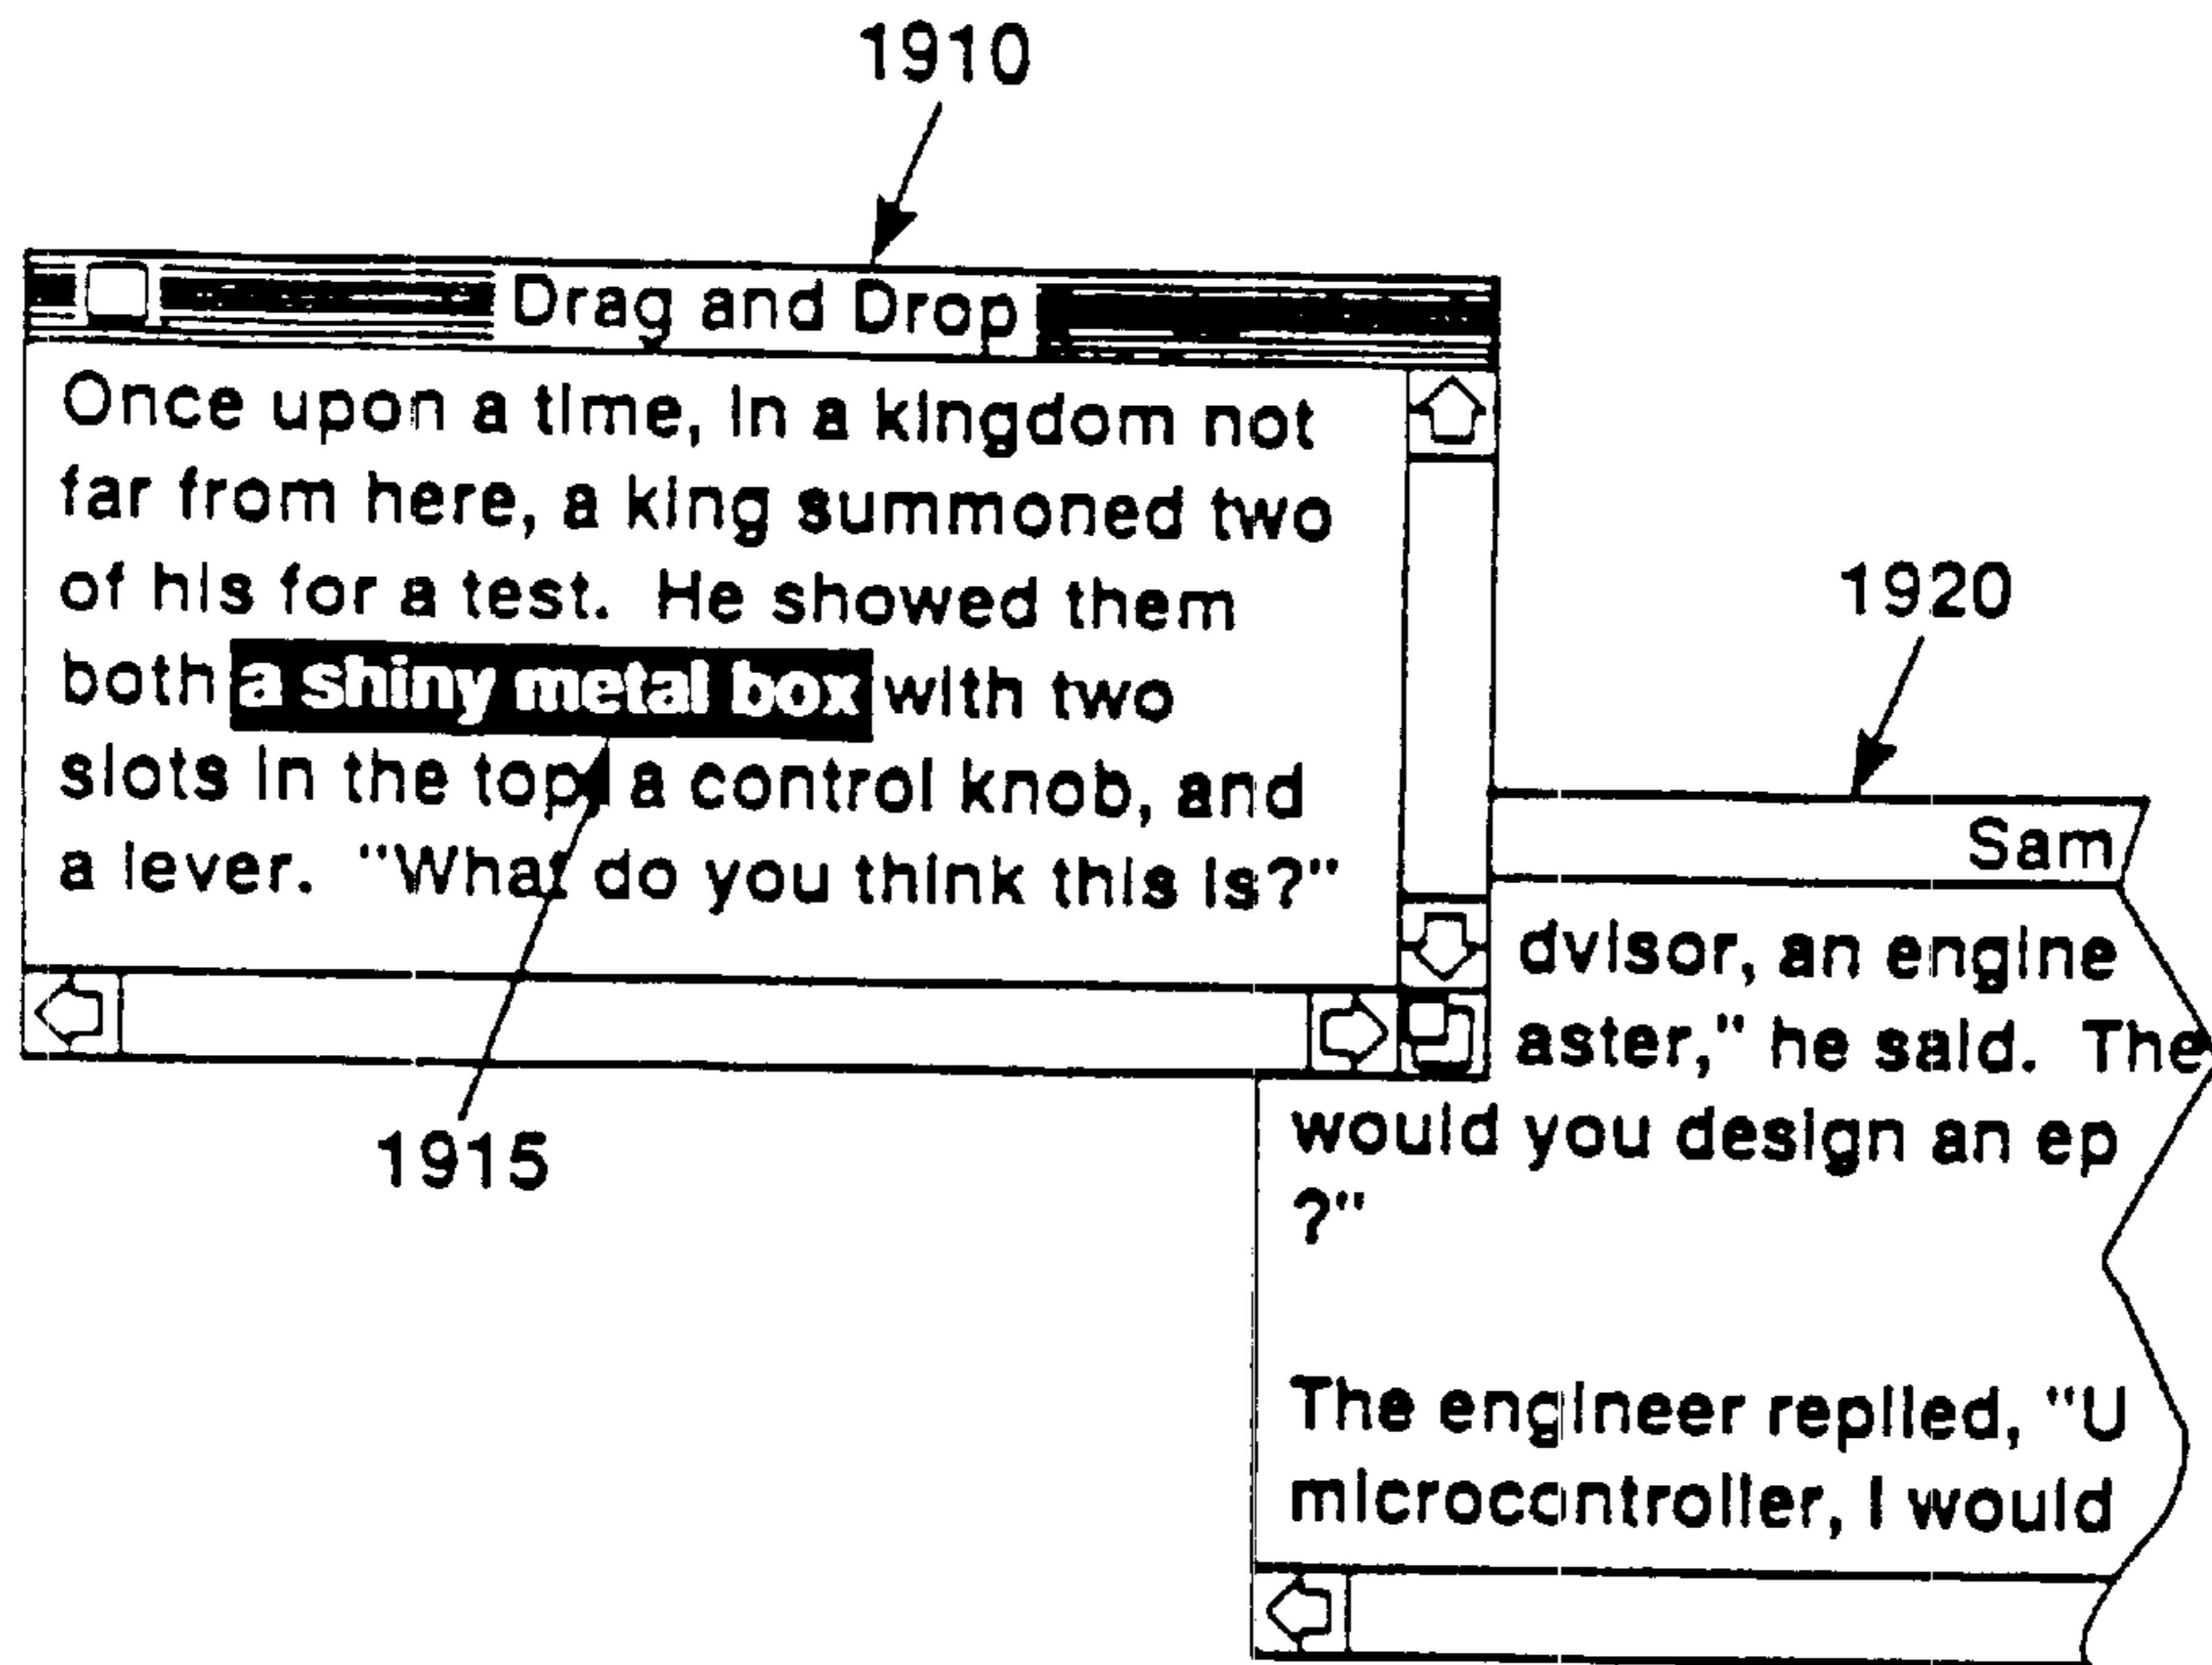 1910
Drag and Drop
Once upon a time, in a kingdom not
far from here, a king summoned two
of his for a test. He showed them
both a shiny metal box with two
slots in the top, a control knob, and
a lever. "What do you think this is?"
1915
1920
Sam
dvisor, an engine
aster," he said. The
would you design an ep
?"
The engineer replied, "U
microcontroller, I would